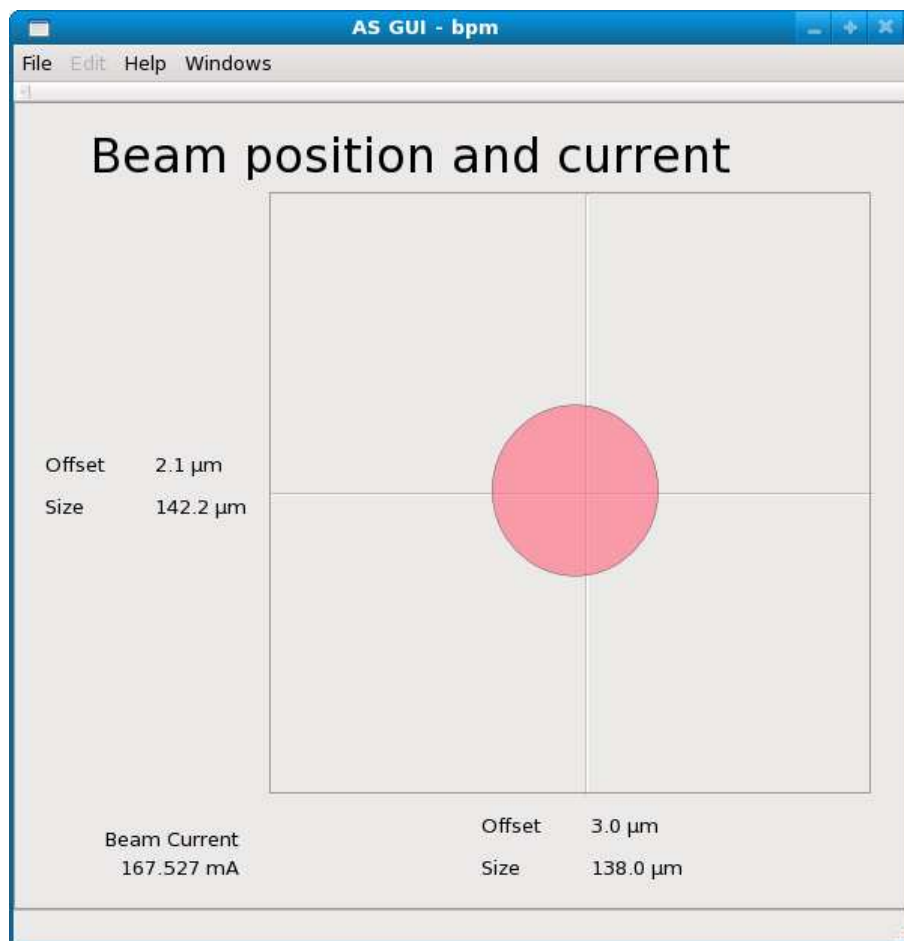 AS GUI - bpm
File Edit Help Windows
Beam position and current
Offset 2.1 µm
Size 142.2 µm
Offset 3.0 µm
Size 138.0 µm
Beam Current
167.527 mA